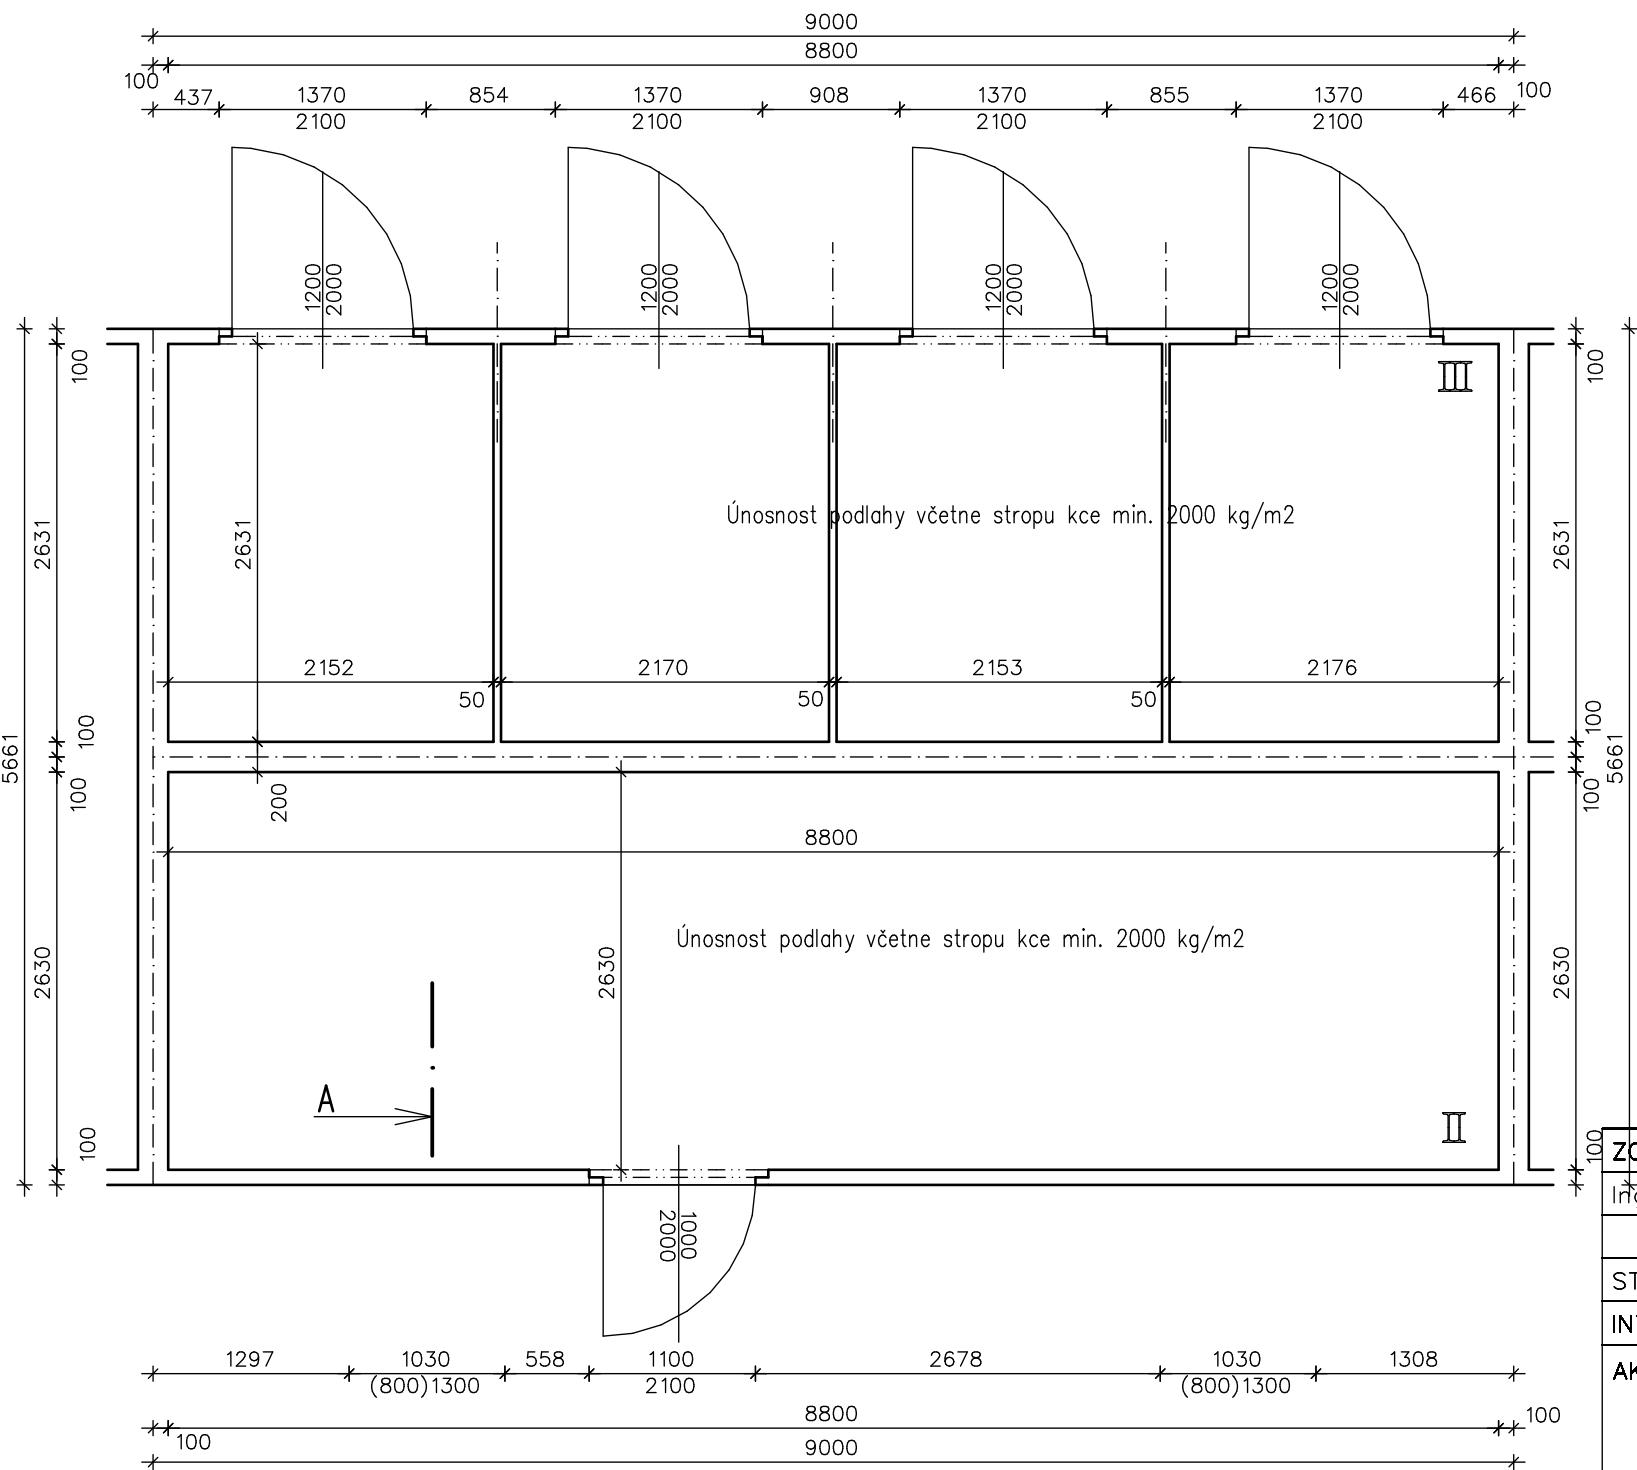 9000
8800
100 437 1370 854 1370 908 1370 855 1370 466 100
2100 2100 2100 2100
1200 1200 1200 1200
2000 2000 2000 2000
100 100
III
2631 2631 2631
Únosnost podlahy včetne stropu kce min. 2000 kg/m2
2152 2170 2153 2176
50 50 50
100 100
5661 5661
100 200 100
8800
Únosnost podlahy včetne stropu kce min. 2000 kg/m2
2630 2630 2630
A
II
100 100
1000
2000
ST
1297 1030 558 1100 2678 1030 1308
(800)1300 2100 (800)1300
AK
8800
100 100
9000